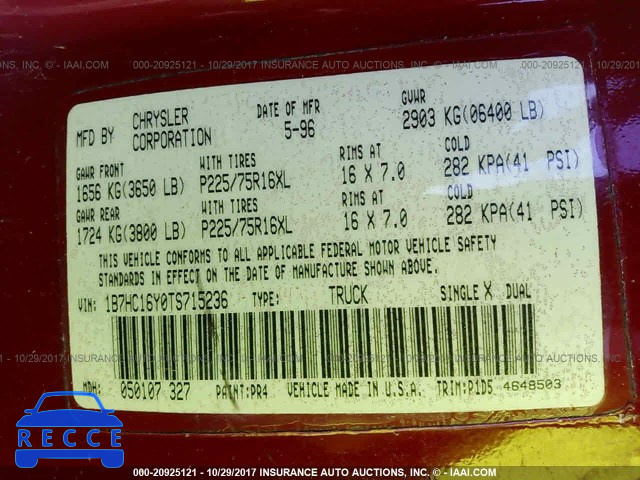 000-20925121 - 10/29/2017 INSURANCE AUTO AUCTIONS, INC. - IAAI.COM
MFD BY CHRYSLER CORPORATION DATE OF MFR 5-96 GVWR 2903 KG(06400 LB)
GAWR FRONT WITH TIRES RIMS AT COLD
1656 KG(3650 LB) P225/75R16XL 16 X 7.0 282 KPA(41 PSI)
GAWR REAR WITH TIRES RIMS AT COLD
1724 KG(3800 LB) P225/75R16XL 16 X 7.0 282 KPA(41 PSI)
THIS VEHICLE CONFORMS TO ALL APPLICABLE FEDERAL MOTOR VEHICLE SAFETY
STANDARDS IN EFFECT ON THE DATE OF MANUFACTURE SHOWN ABOVE.
VIN: 1B7HC16Y0TS715236 TYPE: TRUCK SINGLE X DUAL
MDH: 050107 327 PAINT:PR4 VEHICLE MADE IN U.S.A. TRIM:P1D5 4648503
RECCE
000-20925121 - 10/29/2017 INSURANCE AUTO AUCTIONS, INC. - IAAI.COM